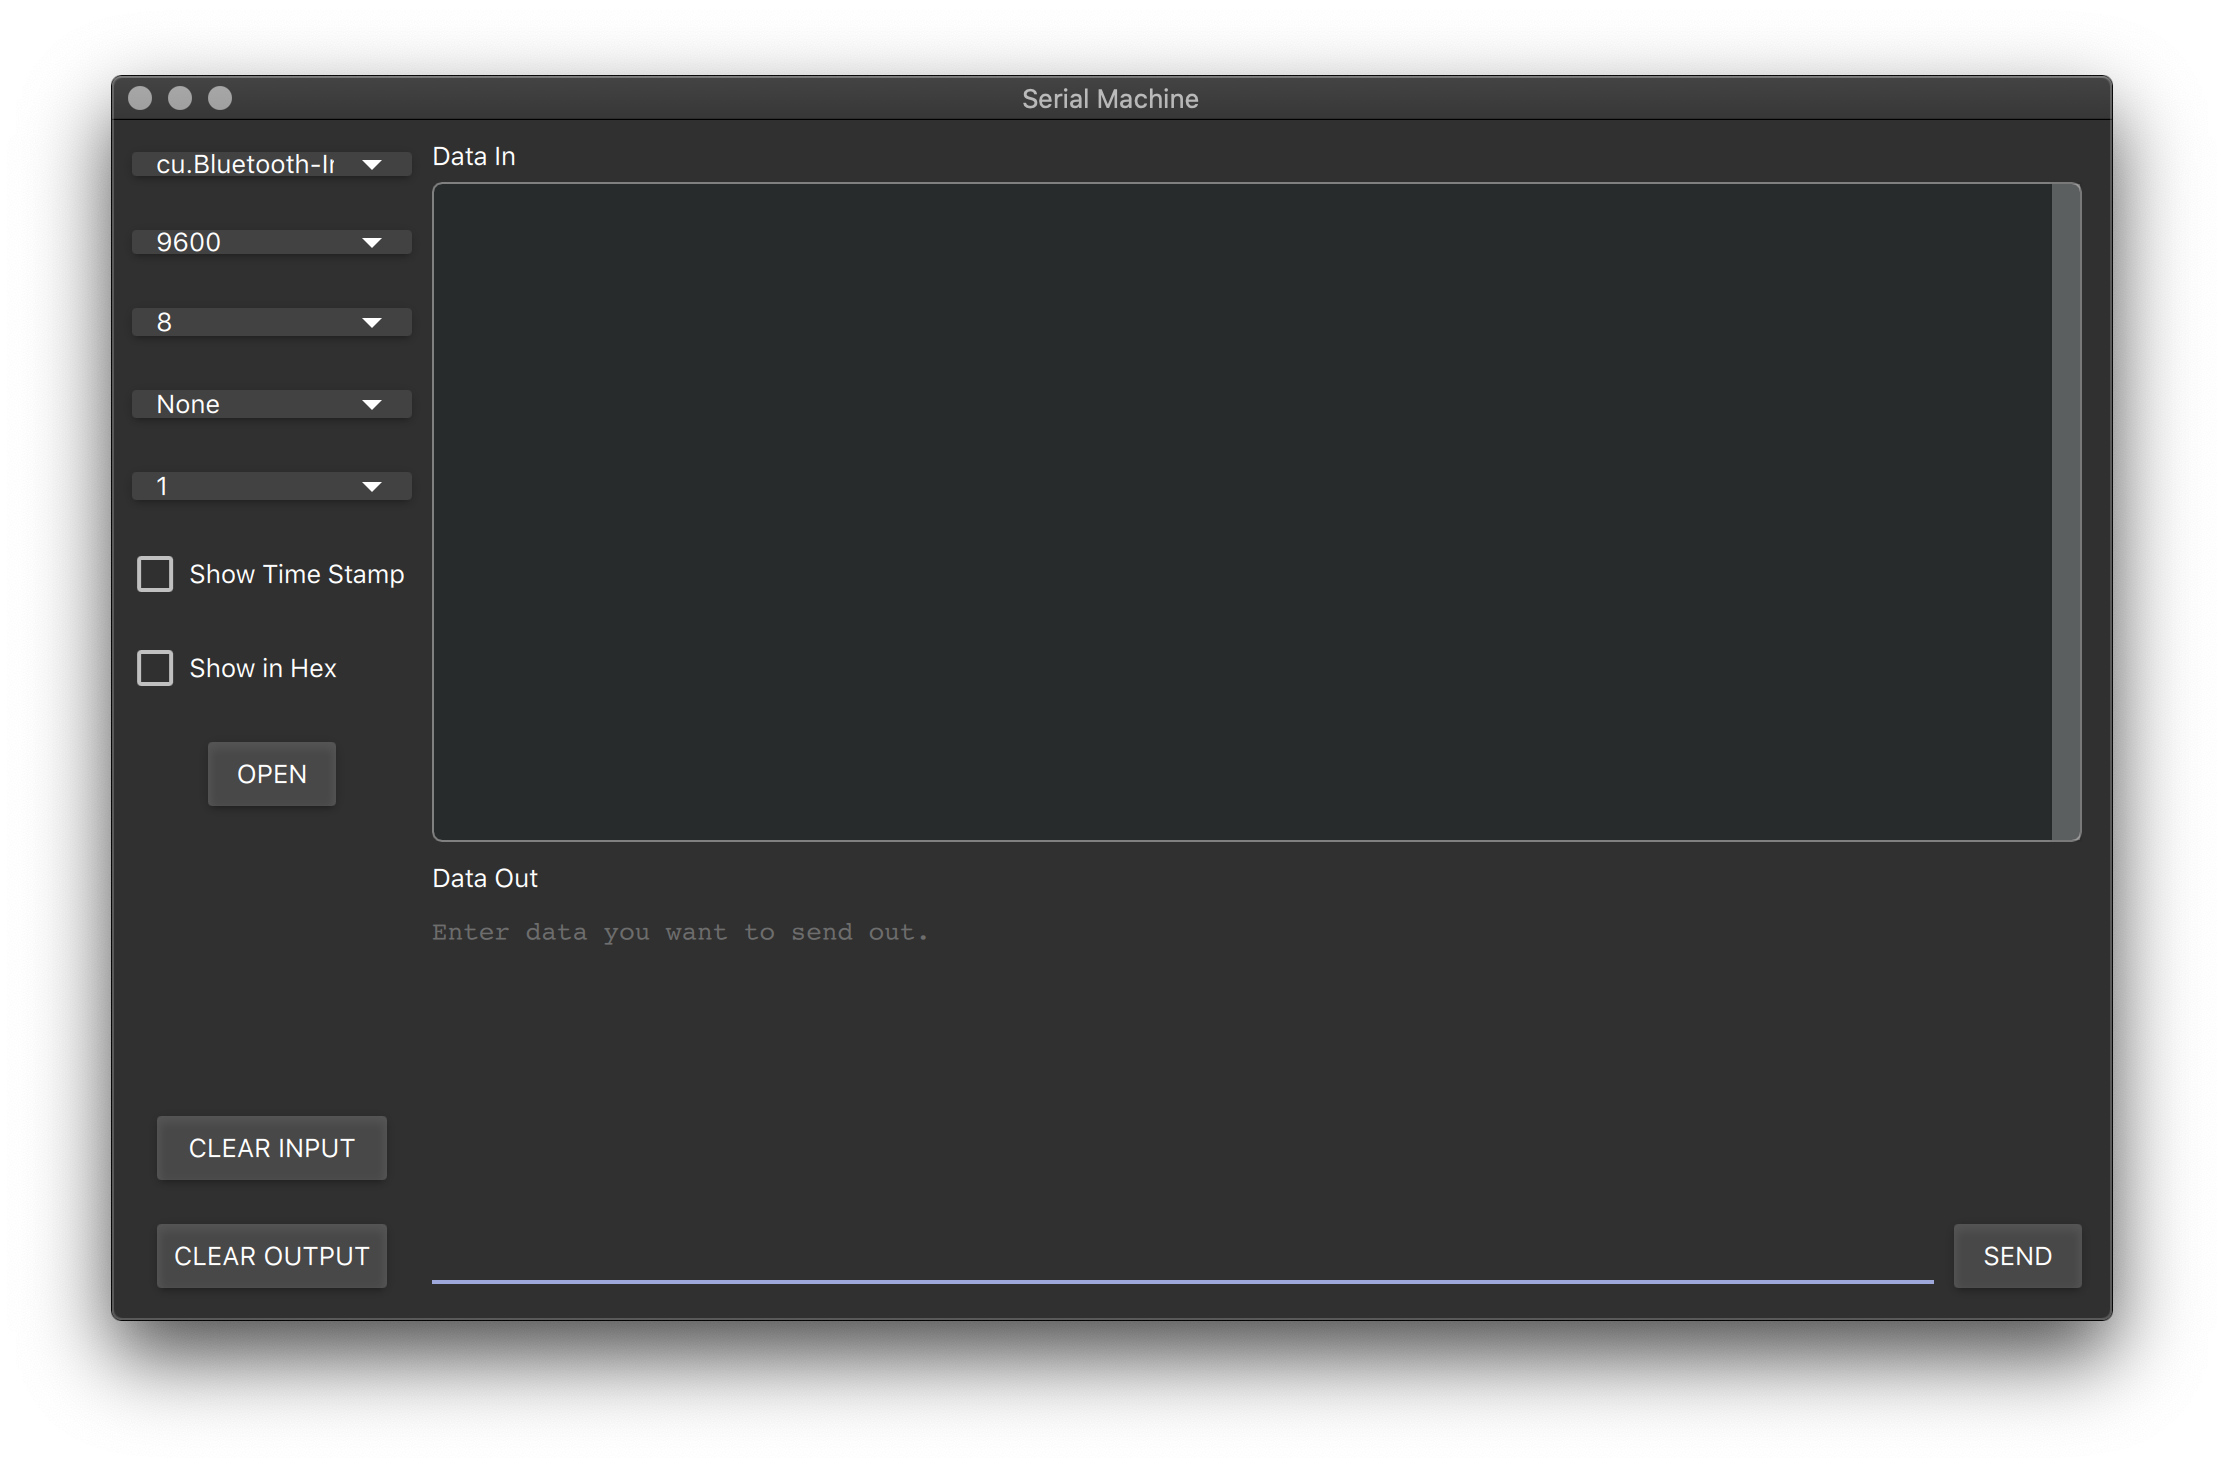 Serial Machine
cu.Bluetooth-Ir
9600
8
None
1
Show Time Stamp
Show in Hex
OPEN
CLEAR INPUT
CLEAR OUTPUT
Data In
Data Out
Enter data you want to send out.
SEND